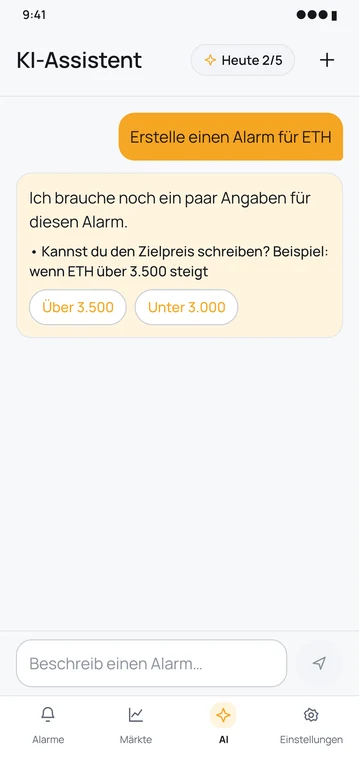 9:41
KI-Assistent
Heute 2/5
Erstelle einen Alarm für ETH
Ich brauche noch ein paar Angaben für
diesen Alarm.
• Kannst du den Zielpreis schreiben? Beispiel:
wenn ETH über 3.500 steigt
Über 3.500
Unter 3.000
Beschreib einen Alarm...
Alarme
Märkte
AI
Einstellungen